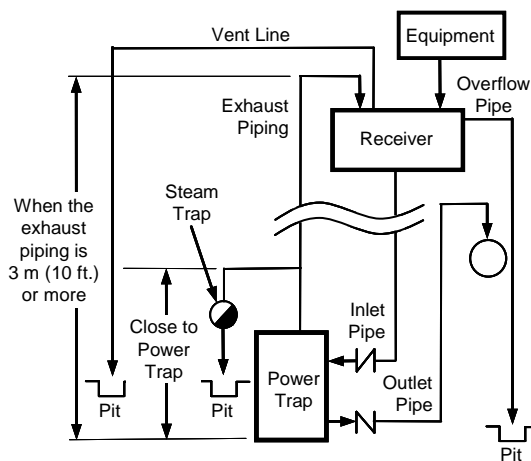 Vent Line
Equipment
Overflow
Pipe
Exhaust
Piping
Receiver
Steam
Trap
When the
exhaust
piping is
3 m (10 ft.)
or more
Close to
Power
Trap
Inlet
Pipe
Power
Trap
Outlet
Pipe
Pit
Pit
Pit